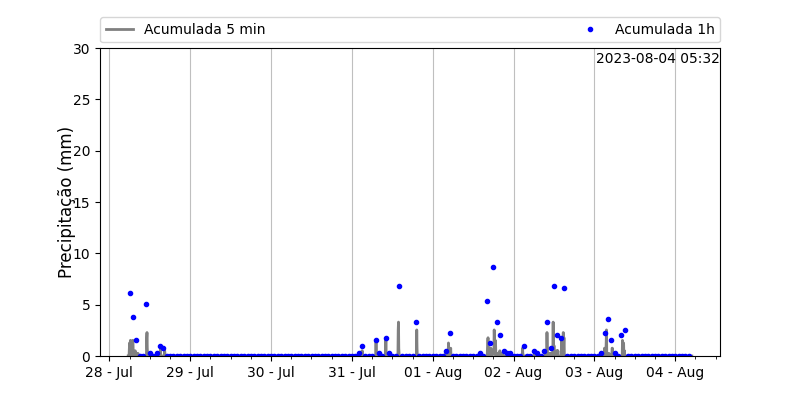 Acumulada 5 min
Acumulada 1h
2023-08-04 05:32
Precipitação (mm)
30
25
20
15
10
5
0
28 - Jul
29 - Jul
30 - Jul
31 - Jul
01 - Aug
02 - Aug
03 - Aug
04 - Aug